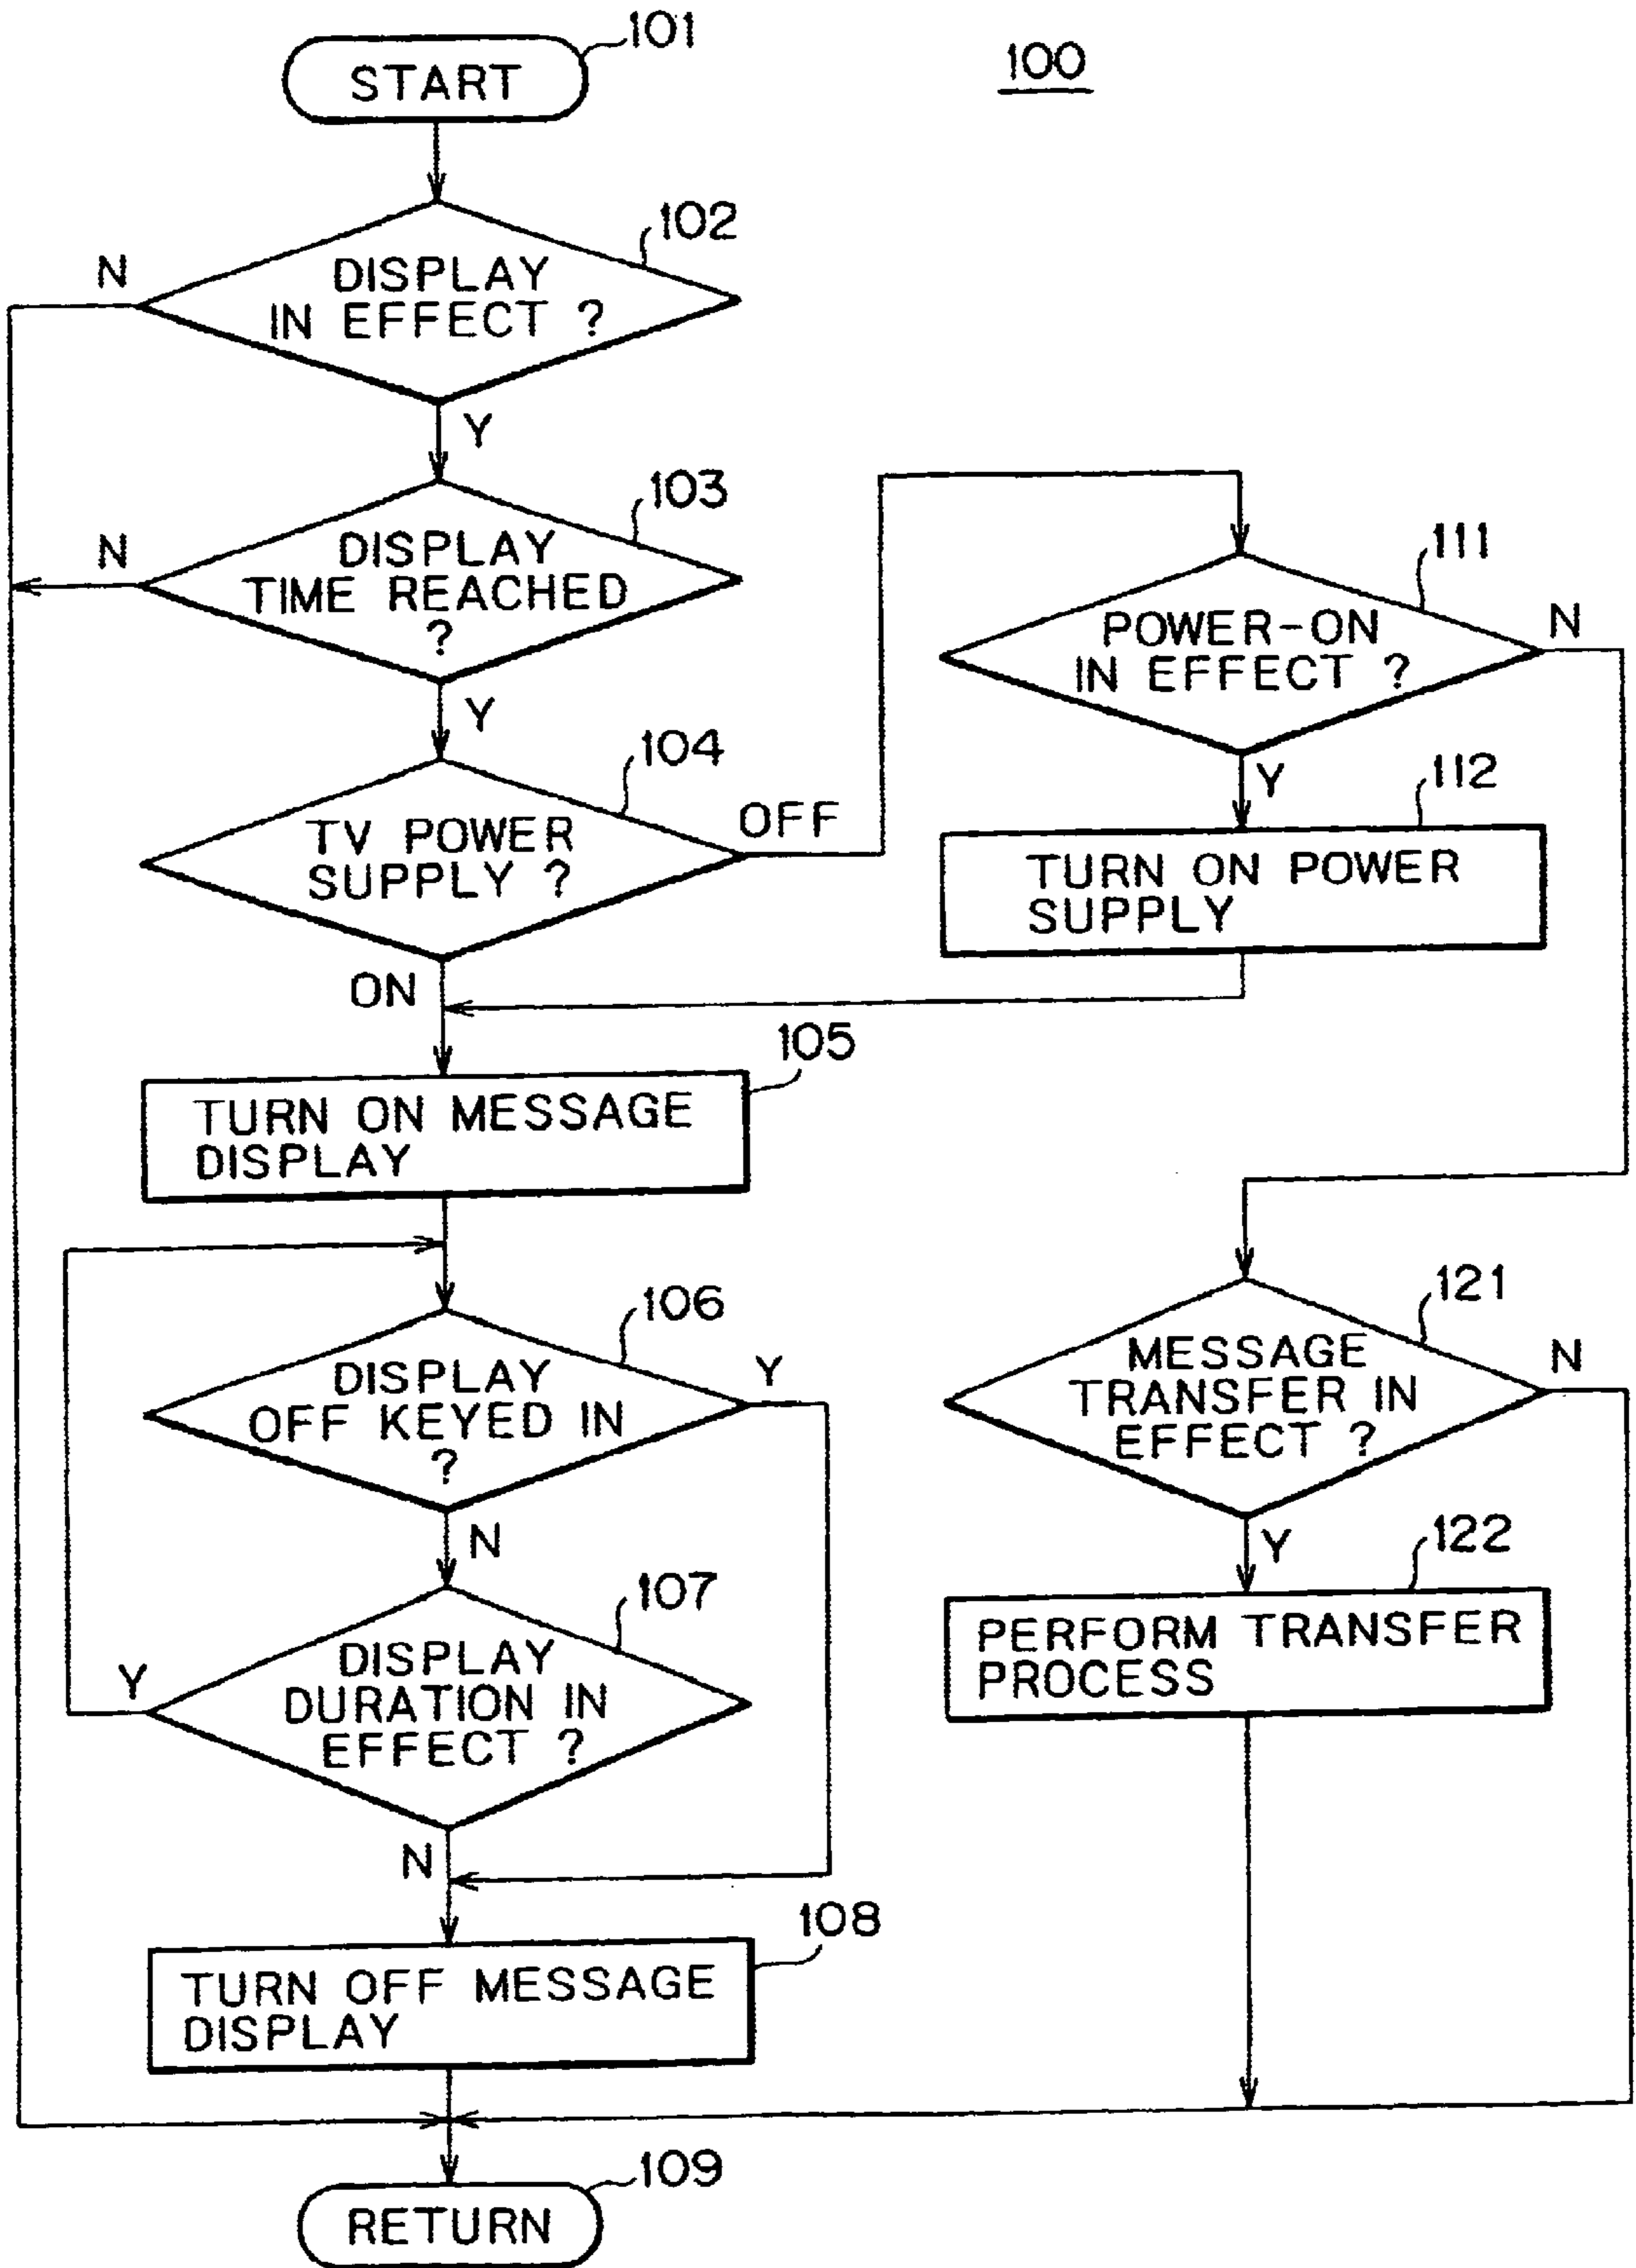 101
START
100
102
DISPLAY
IN EFFECT ?
N
Y
103
DISPLAY
TIME REACHED
?
N
Y
104
TV POWER
SUPPLY ?
OFF
ON
111
POWER-ON
IN EFFECT ?
N
Y
112
TURN ON POWER
SUPPLY
105
TURN ON MESSAGE
DISPLAY
106
DISPLAY
OFF KEYED IN
?
Y
N
107
DISPLAY
DURATION IN
EFFECT ?
Y
N
121
MESSAGE
TRANSFER IN
EFFECT ?
N
Y
122
PERFORM TRANSFER
PROCESS
108
TURN OFF MESSAGE
DISPLAY
109
RETURN